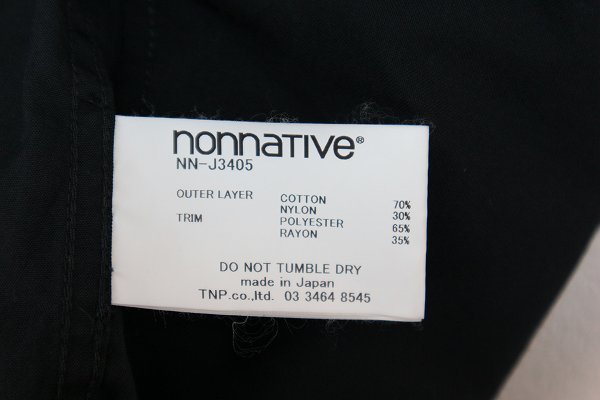 nonnative®
NN-J3405
OUTER LAYER COTTON 70%
NYLON 30%
TRIM POLYESTER 65%
RAYON 35%
DO NOT TUMBLE DRY
made in Japan
TNP.co.,ltd. 03 3464 8545